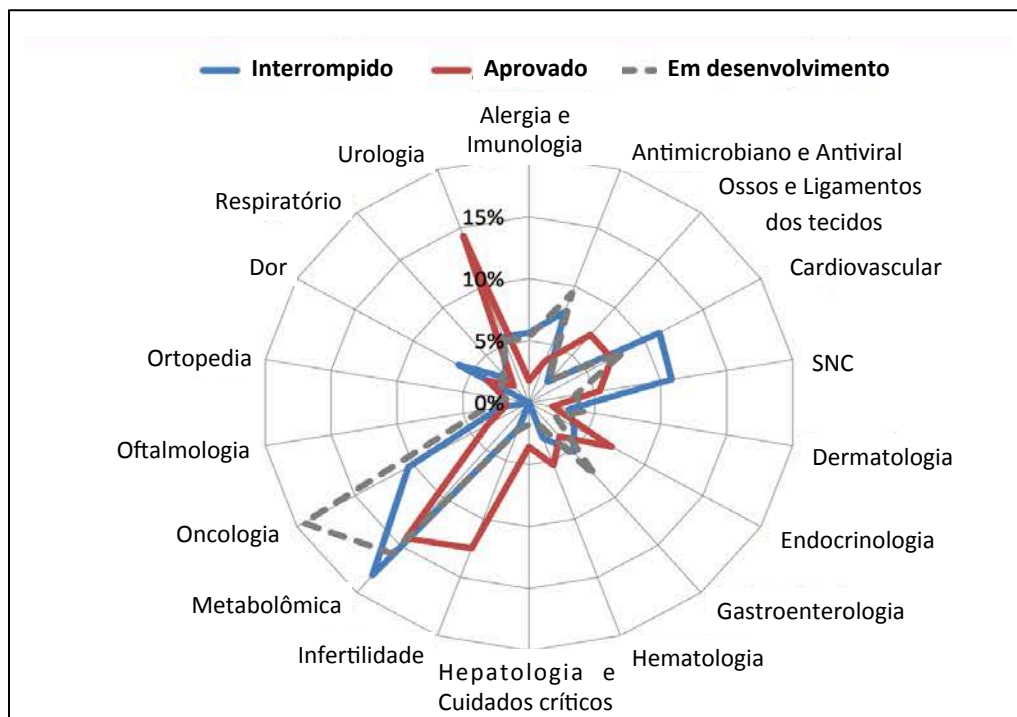 Interrompido Aprovado Em desenvolvimento
Alergia e
Imunologia
Antimicrobiano e Antiviral
Ossos e Ligamentos
dos tecidos
Cardiovascular
SNC
Dermatologia
Endocrinologia
Gastroenterologia
Hematologia
Hepatologia e
Cuidados críticos
Infertilidade
Metabolômica
Oncologia
Oftalmologia
Ortopedia
Dor
Respiratório
Urologia
15%
10%
5%
0%